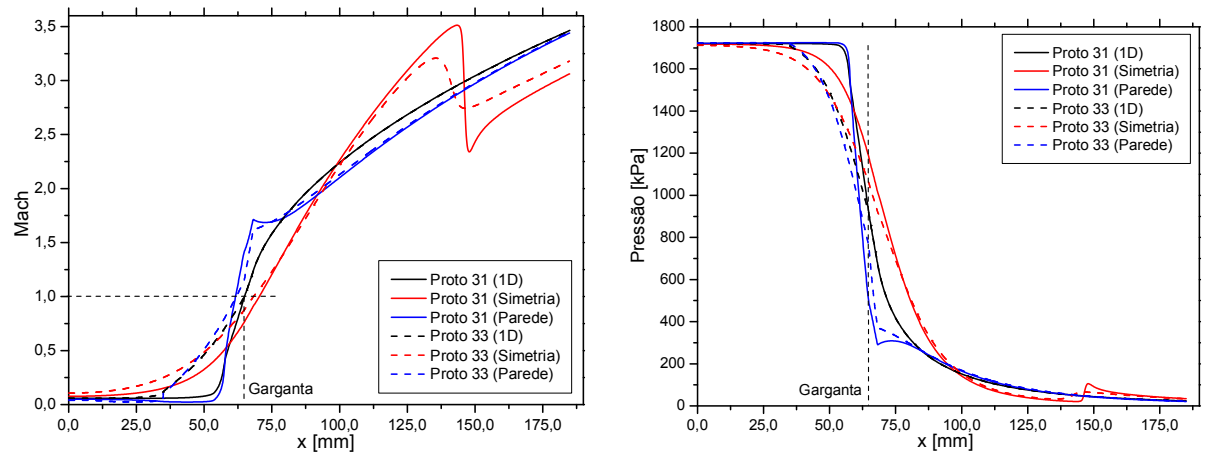 3,5
3,0
2,5
2,0
1,5
1,0
0,5
0,0
Mach
Proto 31 (1D)
Proto 31 (Simetria)
Proto 31 (Parede)
Proto 33 (1D)
Proto 33 (Simetria)
Proto 33 (Parede)
Garganta
0,0 25,0 50,0 75,0 100,0 125,0 150,0 175,0
x [mm]
1800
1600
1400
1200
1000
800
600
400
200
0
Pressão [kPa]
Proto 31 (1D)
Proto 31 (Simetria)
Proto 31 (Parede)
Proto 33 (1D)
Proto 33 (Simetria)
Proto 33 (Parede)
Garganta
0,0 25,0 50,0 75,0 100,0 125,0 150,0 175,0
x [mm]